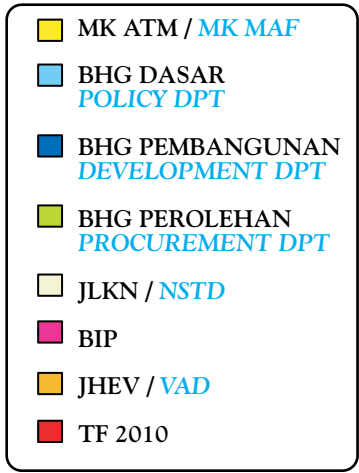 MK ATM / MK MAF
BHG DASAR
POLICY DPT
BHG PEMBANGUNAN
DEVELOPMENT DPT
BHG PEROLEHAN
PROCUREMENT DPT
JLKN / NSTD
BIP
JHEV / VAD
TF 2010